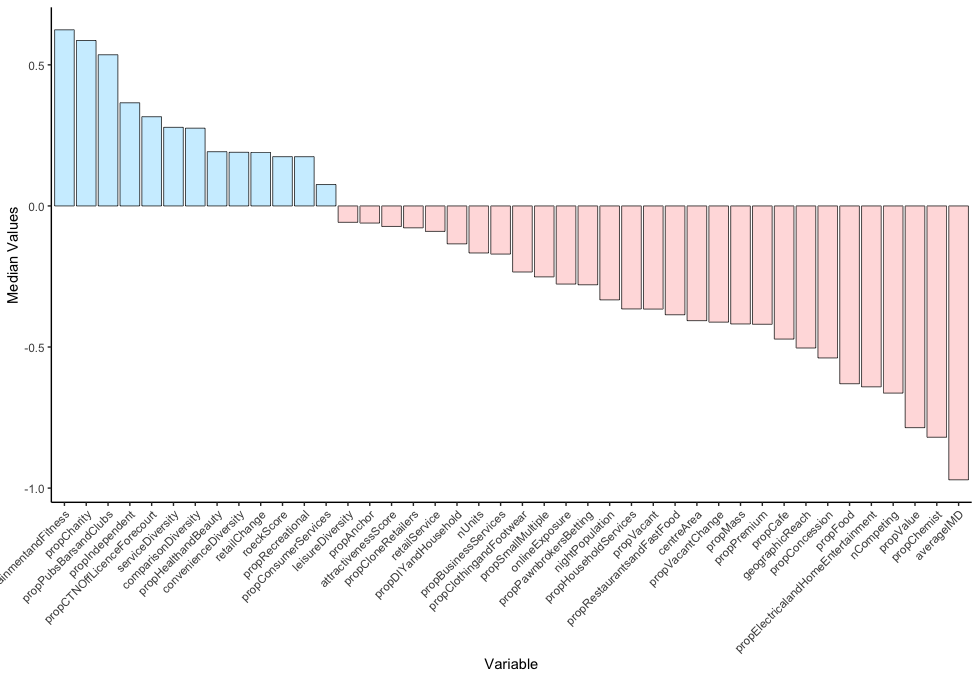 0.5
0.0
-0.5
-1.0
Median Values
propCharity
propPubsBarsandClubs
propIndependent
propCTNOffLicenceForecourt
serviceDiversity
comparisonDiversity
propHealthandBeauty
convenienceDiversity
retailChange
roeckScore
propRecreational
propConsumerServices
leisureDiversity
propAnchor
attractivenessScore
propCloneRetailers
retailService
propDIYandHousehold
nUnits
propBusinessServices
propClothingandFootwear
propSmallMultiple
onlineExposure
propPawnbrokersBetting
nightPopulation
propHouseholdServices
propVacant
propRestaurantsandFastFood
centreArea
propVacantChange
propMass
propPremium
propCafe
geographicReach
propConcession
propFood
propElectricalandHomeEntertainment
nCompeting
propValue
propChemist
averageIMD
Variable